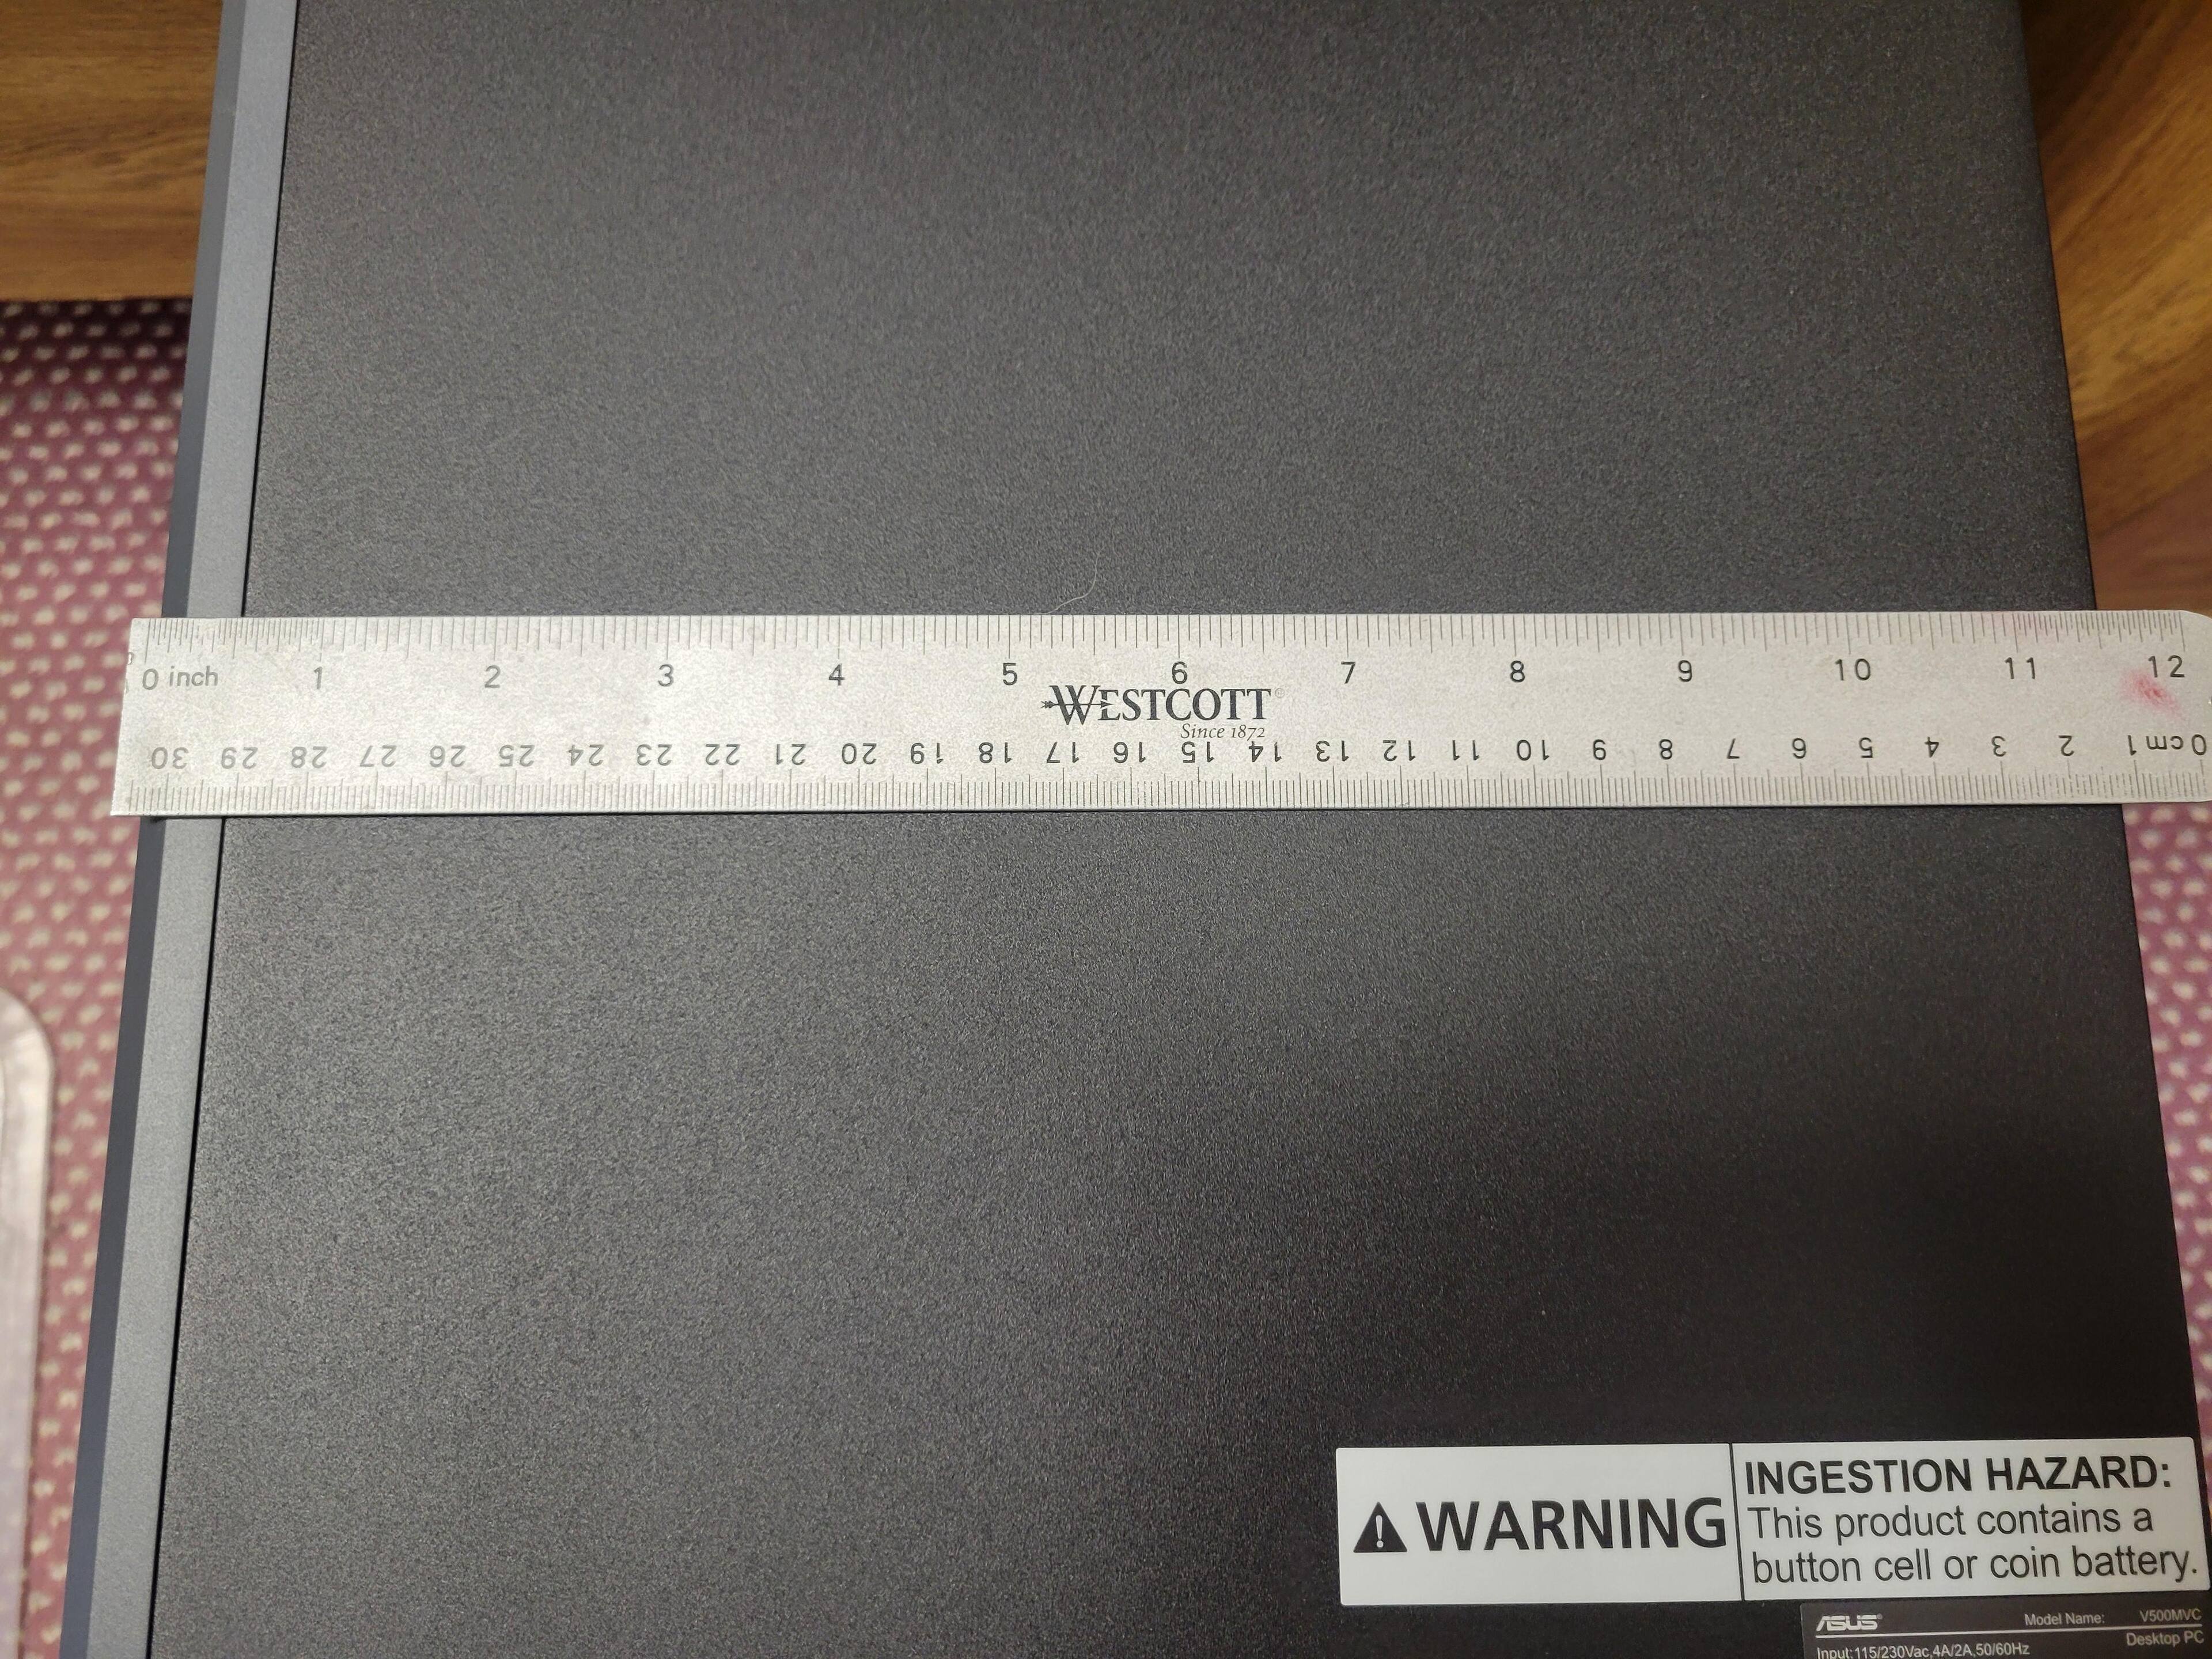 0 inch 1 2 3 4 5 6 7 8 9 10 11 12
WESTCOTT
Since 1872
30 29 28 27 26 25 24 23 22 21 20 19 18 17 16 15 14 13 12 11 10 9 8 7 6 5 4 3 2 1 cm 0
WARNING
INGESTION HAZARD:
This product contains a
button cell or coin battery.
ASUS Model Name: V500MVC
Desktop PC
Input:115/230Vac,4A/2A,50/60Hz